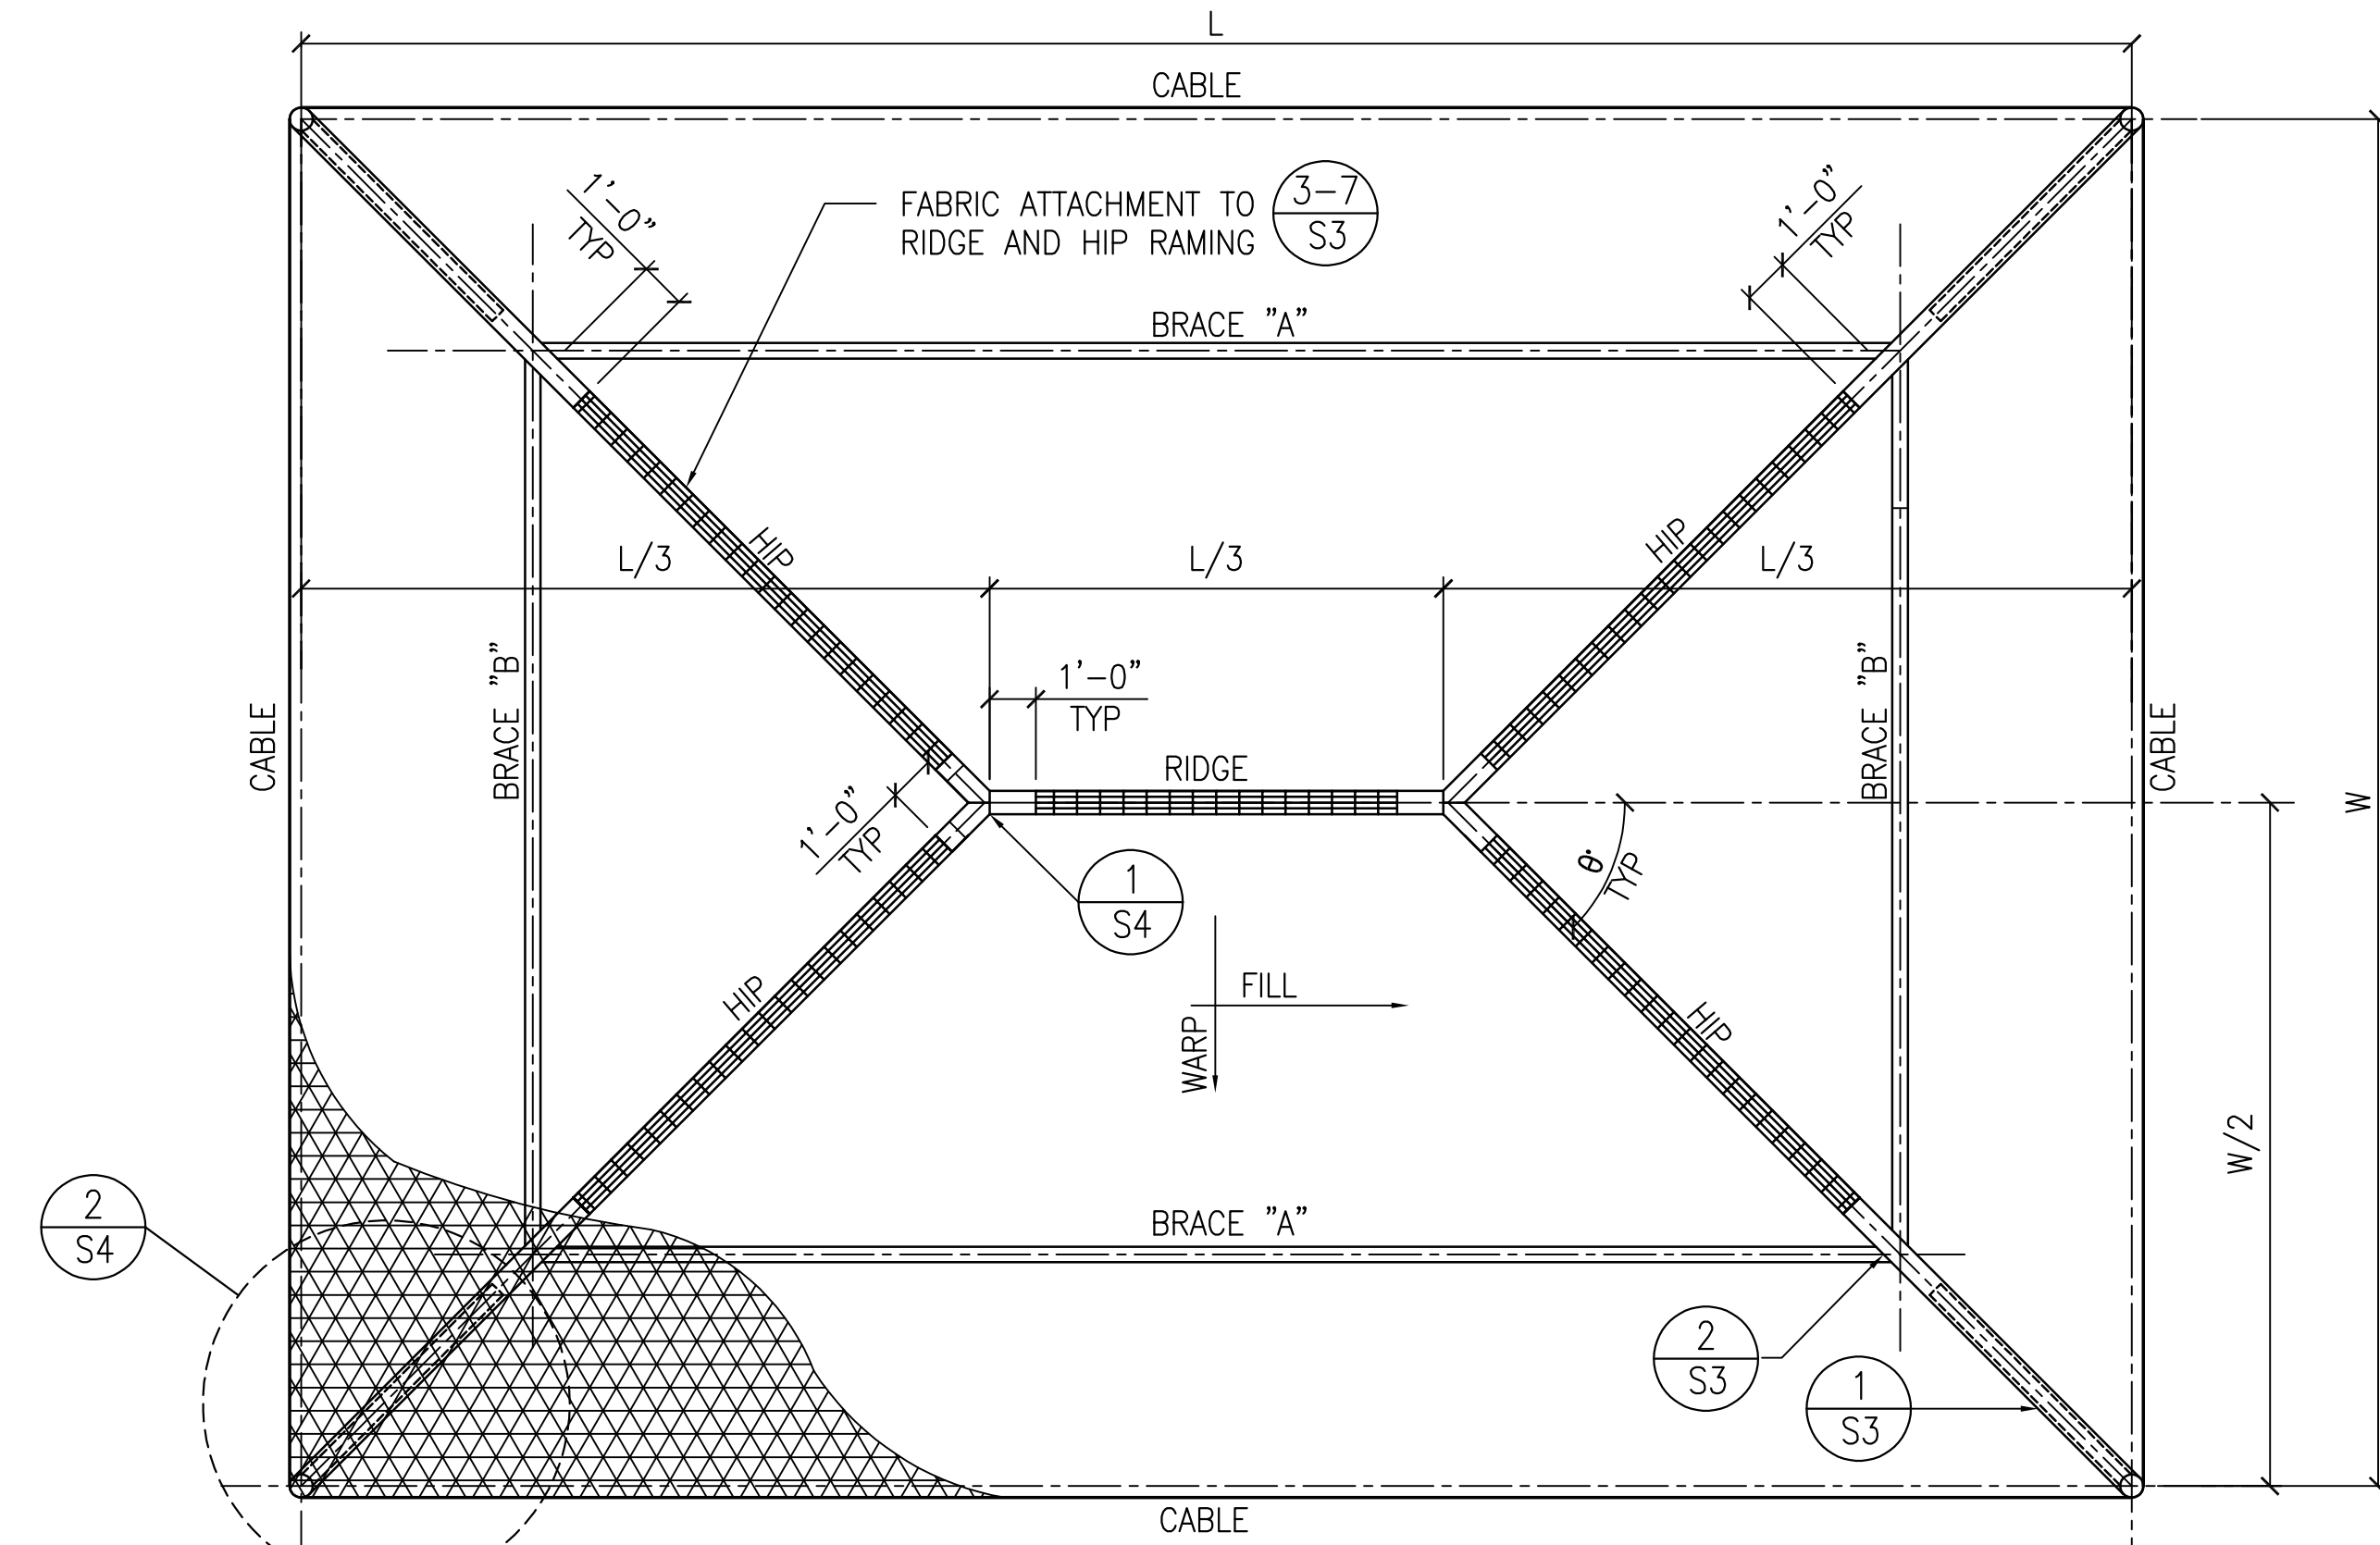 L
CABLE
1'-0"
TYP
FABRIC ATTACHMENT TO
RIDGE AND HIP RAMING
3-7
S3
1'-0"
TYP
BRACE "A"
HIP
HIP
L/3
L/3
L/3
CABLE
BRACE "B"
1'-0"
TYP
RIDGE
BRACE "B"
CABLE
W
1'-0"
TYP
θ°
TYP
1
S4
HIP
FILL
WARP
HIP
W/2
2
S4
BRACE "A"
2
S3
1
S3
CABLE